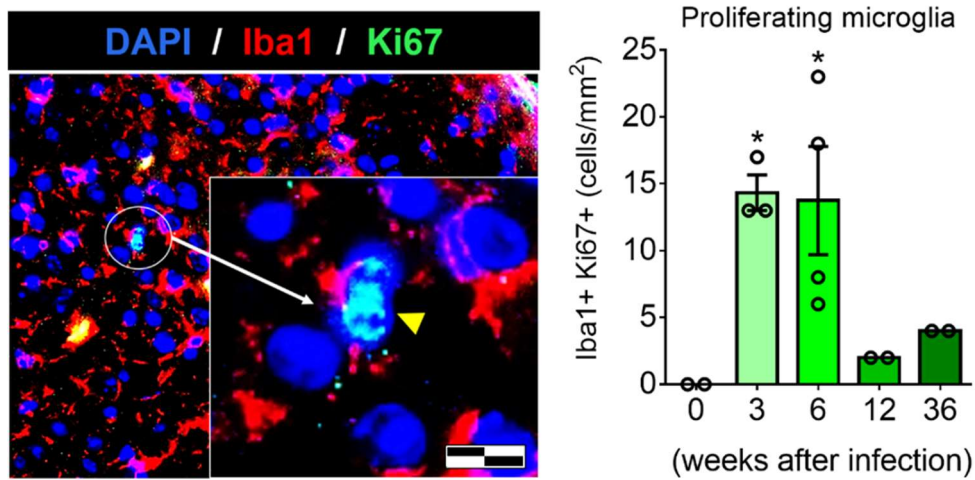 DAPI / Iba1 / Ki67
Proliferating microglia
Iba1+ Ki67+ (cells/mm²)
25
20
15
10
5
0
*
*
0 3 6 12 36
(weeks after infection)